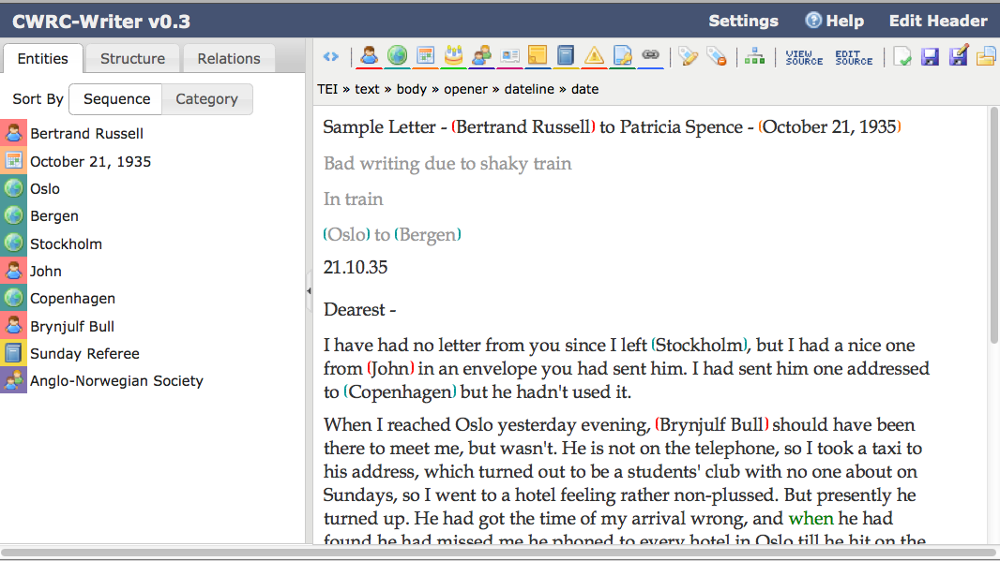 CWRC-Writer v0.3
Settings Help Edit Header
Entities Structure Relations
Sort By Sequence Category
Bertrand Russell
October 21, 1935
Oslo
Bergen
Stockholm
John
Copenhagen
Brynjulf Bull
Sunday Referee
Anglo-Norwegian Society
VIEW SOURCE EDIT SOURCE
TEI » text » body » opener » dateline » date
Sample Letter - (Bertrand Russell) to Patricia Spence - (October 21, 1935)
Bad writing due to shaky train
In train
(Oslo) to (Bergen)
21.10.35
Dearest -
I have had no letter from you since I left (Stockholm), but I had a nice one
from (John) in an envelope you had sent him. I had sent him one addressed
to (Copenhagen) but he hadn't used it.
When I reached Oslo yesterday evening, (Brynjulf Bull) should have been
there to meet me, but wasn't. He is not on the telephone, so I took a taxi to
his address, which turned out to be a students' club with no one about on
Sundays, so I went to a hotel feeling rather non-plussed. But presently he
turned up. He had got the time of my arrival wrong, and when he had
found he had missed me he phoned to every hotel in Oslo till he hit on the